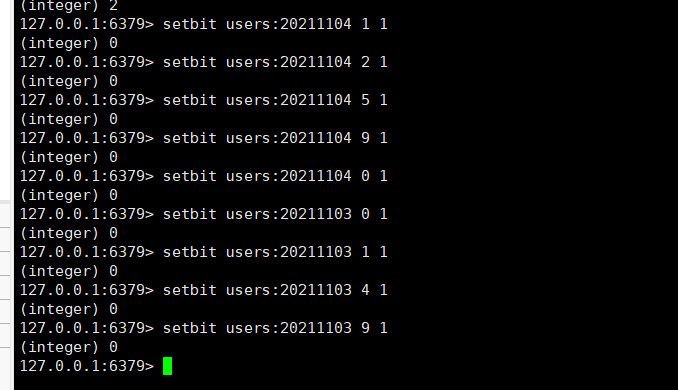 (integer) 2
127.0.0.1:6379> setbit users:20211104 1 1
(integer) 0
127.0.0.1:6379> setbit users:20211104 2 1
(integer) 0
127.0.0.1:6379> setbit users:20211104 5 1
(integer) 0
127.0.0.1:6379> setbit users:20211104 9 1
(integer) 0
127.0.0.1:6379> setbit users:20211104 0 1
(integer) 0
127.0.0.1:6379> setbit users:20211103 0 1
(integer) 0
127.0.0.1:6379> setbit users:20211103 1 1
(integer) 0
127.0.0.1:6379> setbit users:20211103 4 1
(integer) 0
127.0.0.1:6379> setbit users:20211103 9 1
(integer) 0
127.0.0.1:6379>